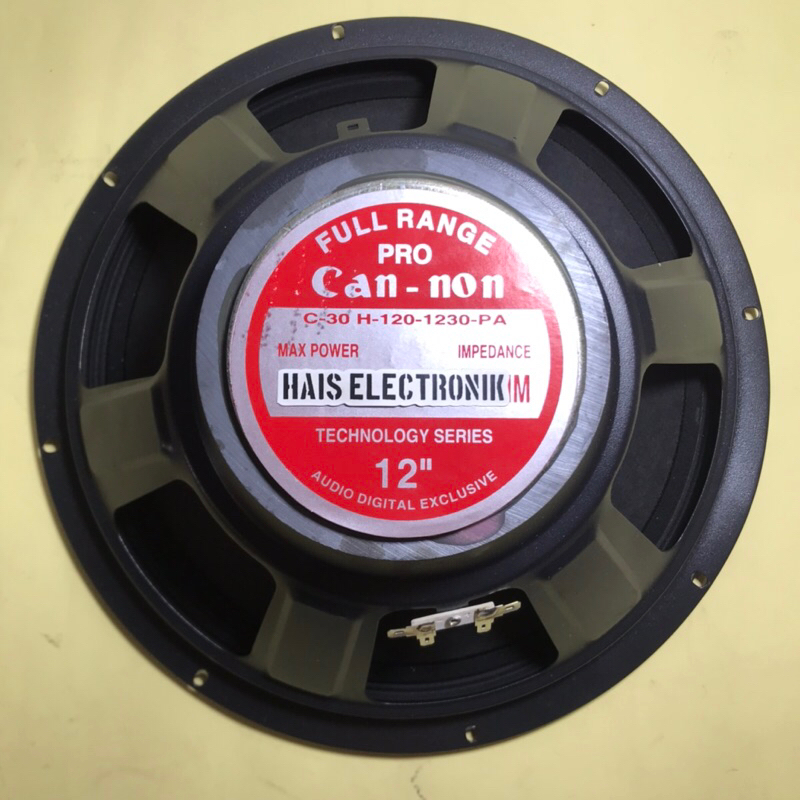 FULL RANGE
PRO
Can-non
C-30 H-120-1230-PA
MAX POWER IMPEDANCE
HAIS ELECTRONIK M
TECHNOLOGY SERIES
12"
AUDIO DIGITAL EXCLUSIVE